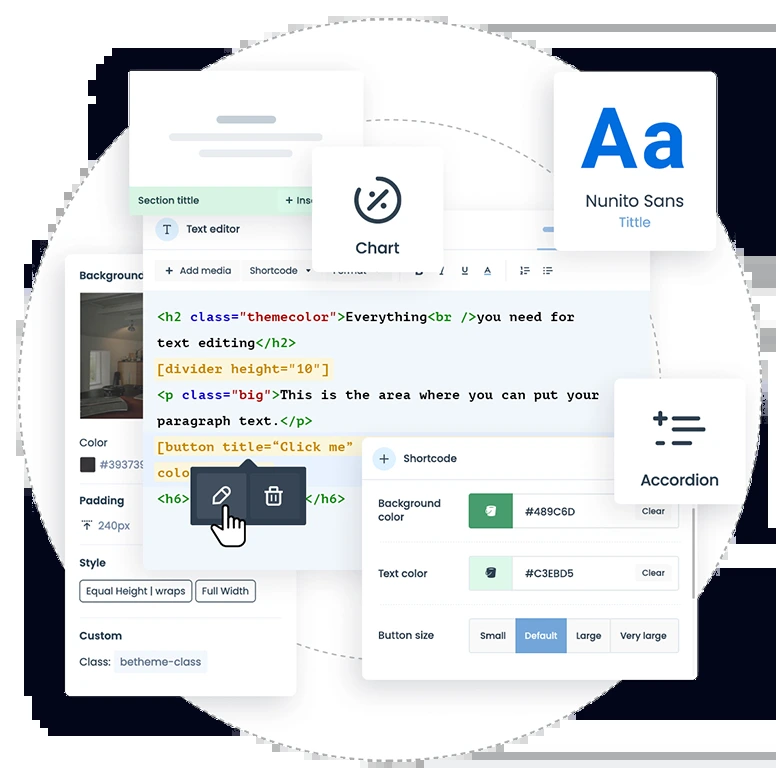 Aa
Nunito Sans
Tittle
Section tittle
+
Chart
T Text editor
+ Add media Shortcode
U A
Background
<h2 class="themecolor">Everything<br />you need for
text editing</h2>
[divider height="10"]
<p class="big">This is the area where you can put your
paragraph text.</p>
[button title="Click me"
<h6> </h6>
Color
#393739
Padding
240px
Style
Equal Height | wraps Full Width
Custom
Class: betheme-class
Accordion
+ Shortcode
Background
color
#489C6D Clear
Text color #C3EBD5 Clear
Button size Small Default Large Very large